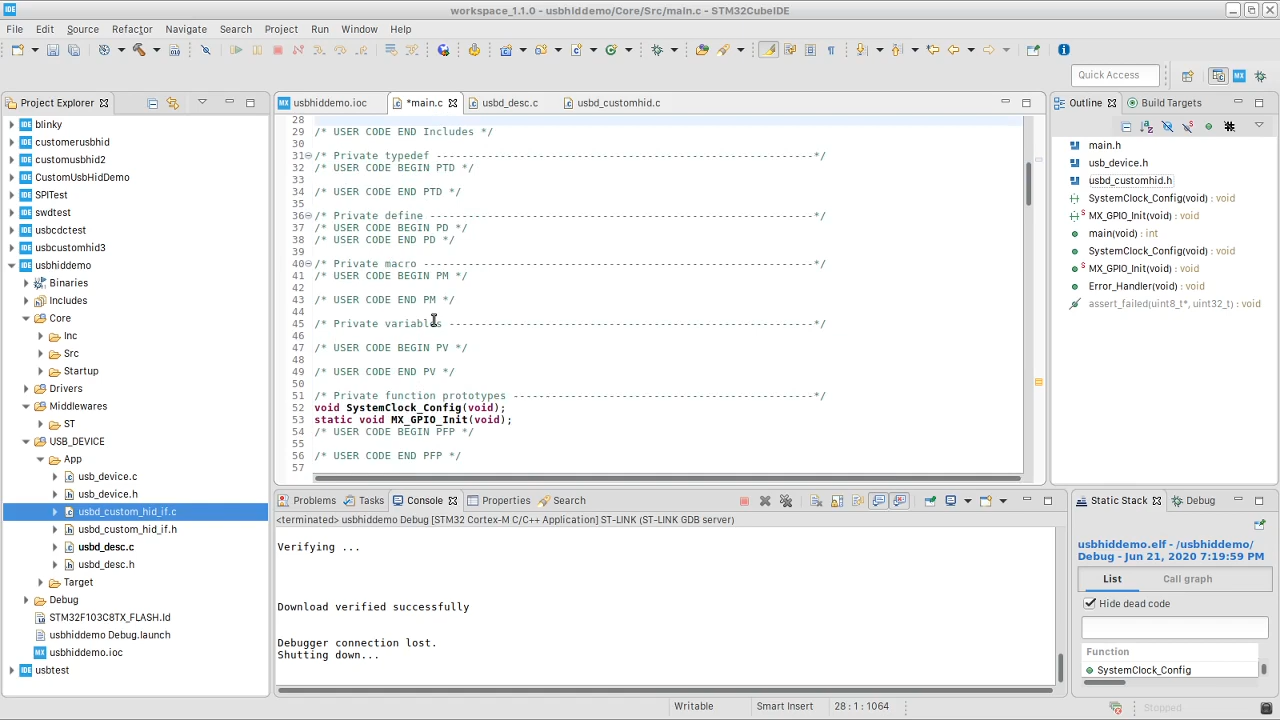 workspace_1.1.0 - usbhiddemo/Core/Src/main.c - STM32CubeIDE
File Edit Source Refactor Navigate Search Project Run Window Help
Quick Access
Project Explorer
blinky
customerusbhid
customusbhid2
CustomUsbHidDemo
SPITest
swdtest
usbcdctest
usbcustomhid3
usbhiddemo
Binaries
Includes
Core
Inc
Src
Startup
Drivers
Middlewares
ST
USB_DEVICE
App
usb_device.c
usb_device.h
usbd_custom_hid_if.c
usbd_custom_hid_if.h
usbd_desc.c
usbd_desc.h
Target
Debug
STM32F103C8TX_FLASH.ld
usbhiddemo Debug.launch
usbhiddemo.ioc
usbtest
usbhiddemo.ioc *main.c usbd_desc.c usbd_customhid.c
28
29 /* USER CODE END Includes */
30
31 /* Private typedef -----------------------------------------------------------*/
32 /* USER CODE BEGIN PTD */
33
34 /* USER CODE END PTD */
35
36 /* Private define ------------------------------------------------------------*/
37 /* USER CODE BEGIN PD */
38 /* USER CODE END PD */
39
40 /* Private macro -------------------------------------------------------------*/
41 /* USER CODE BEGIN PM */
42
43 /* USER CODE END PM */
44
45 /* Private variables ---------------------------------------------------------*/
46
47 /* USER CODE BEGIN PV */
48
49 /* USER CODE END PV */
50
51 /* Private function prototypes -----------------------------------------------*/
52 void SystemClock_Config(void);
53 static void MX_GPIO_Init(void);
54 /* USER CODE BEGIN PFP */
55
56 /* USER CODE END PFP */
57
Outline Build Targets
main.h
usb_device.h
usbd_customhid.h
SystemClock_Config(void) : void
MX_GPIO_Init(void) : void
main(void) : int
SystemClock_Config(void) : void
MX_GPIO_Init(void) : void
Error_Handler(void) : void
assert_failed(uint8_t*, uint32_t) : void
Problems Tasks Console Properties Search
<terminated> usbhiddemo Debug [STM32 Cortex-M C/C++ Application] ST-LINK (ST-LINK GDB server)
Verifying ...
Download verified successfully
Debugger connection lost.
Shutting down...
Static Stack Debug
usbhiddemo.elf - /usbhiddemo/
Debug - Jun 21, 2020 7:19:59 PM
List Call graph
Hide dead code
Function
SystemClock_Config
Writable Smart Insert 28 : 1 : 1064 Stopped